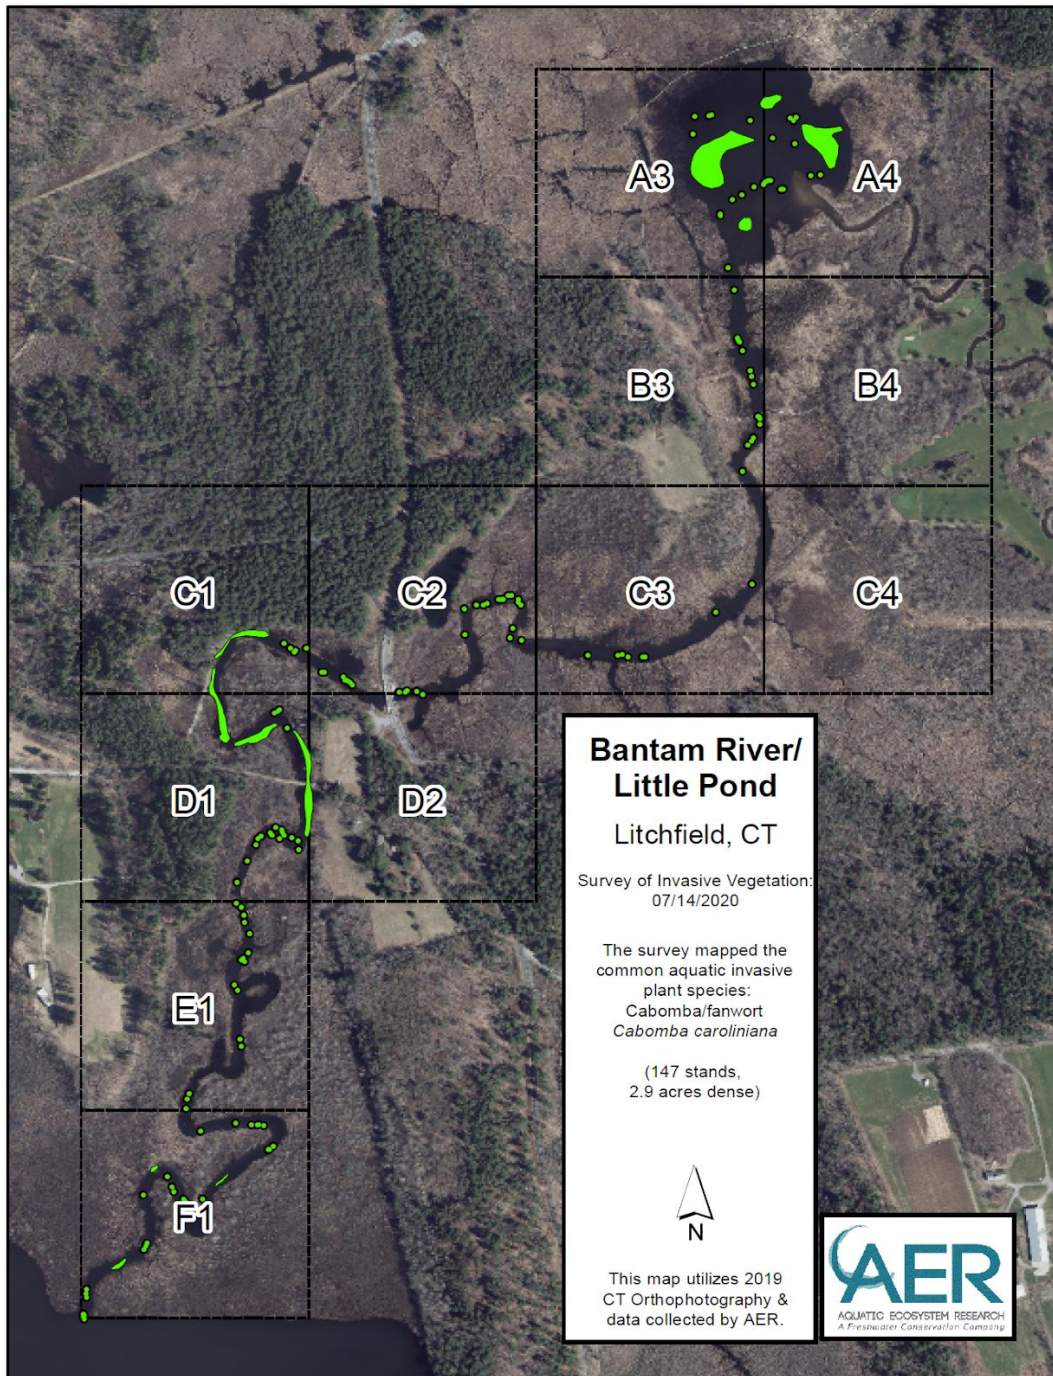 A3
A4
B3
B4
C1
C2
C3
C4
D1
D2
E1
F1
Bantam River/
Little Pond
Litchfield, CT
Survey of Invasive Vegetation:
07/14/2020
The survey mapped the
common aquatic invasive
plant species:
Cabomba/fanwort
Cabomba caroliniana
(147 stands,
2.9 acres dense)
N
This map utilizes 2019
CT Orthophotography &
data collected by AER.
AER
AQUATIC ECOSYSTEM RESEARCH
A Freshwater Conservation Company